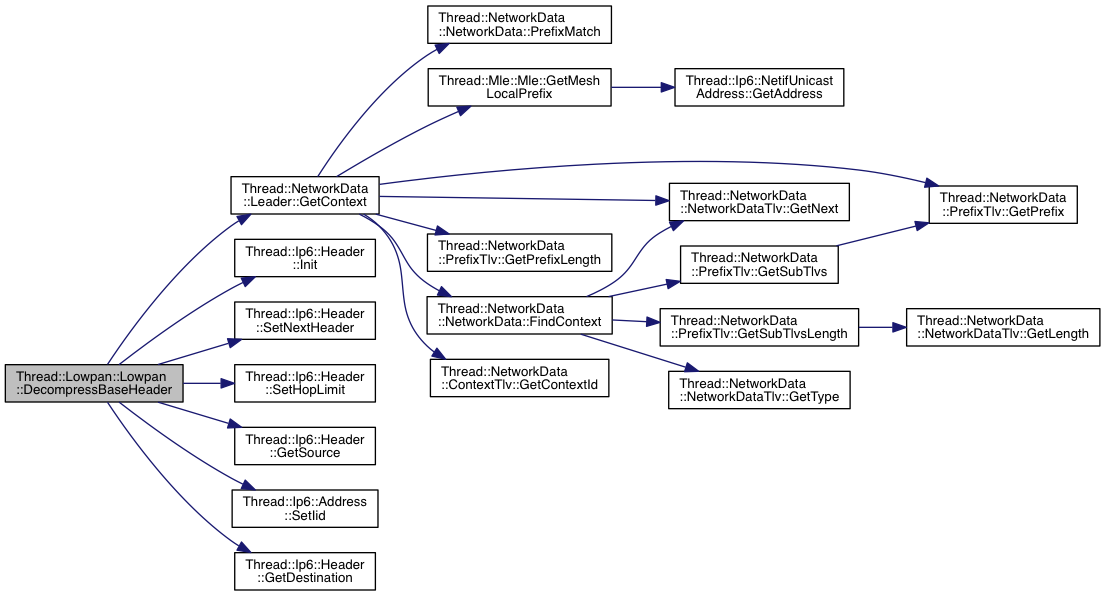 Thread::NetworkData
::NetworkData::PrefixMatch
Thread::Mle::Mle::GetMesh
LocalPrefix
Thread::Ip6::NetifUnicast
Address::GetAddress
Thread::NetworkData
::Leader::GetContext
Thread::NetworkData
::NetworkDataTlv::GetNext
Thread::NetworkData
::PrefixTlv::GetPrefix
Thread::Ip6::Header
::Init
Thread::NetworkData
::PrefixTlv::GetPrefixLength
Thread::NetworkData
::PrefixTlv::GetSubTlvs
Thread::Ip6::Header
::SetNextHeader
Thread::NetworkData
::NetworkData::FindContext
Thread::NetworkData
::PrefixTlv::GetSubTlvsLength
Thread::NetworkData
::NetworkDataTlv::GetLength
Thread::Lowpan::Lowpan
::DecompressBaseHeader
Thread::Ip6::Header
::SetHopLimit
Thread::NetworkData
::ContextTlv::GetContextId
Thread::NetworkData
::NetworkDataTlv::GetType
Thread::Ip6::Header
::GetSource
Thread::Ip6::Address
::SetIid
Thread::Ip6::Header
::GetDestination